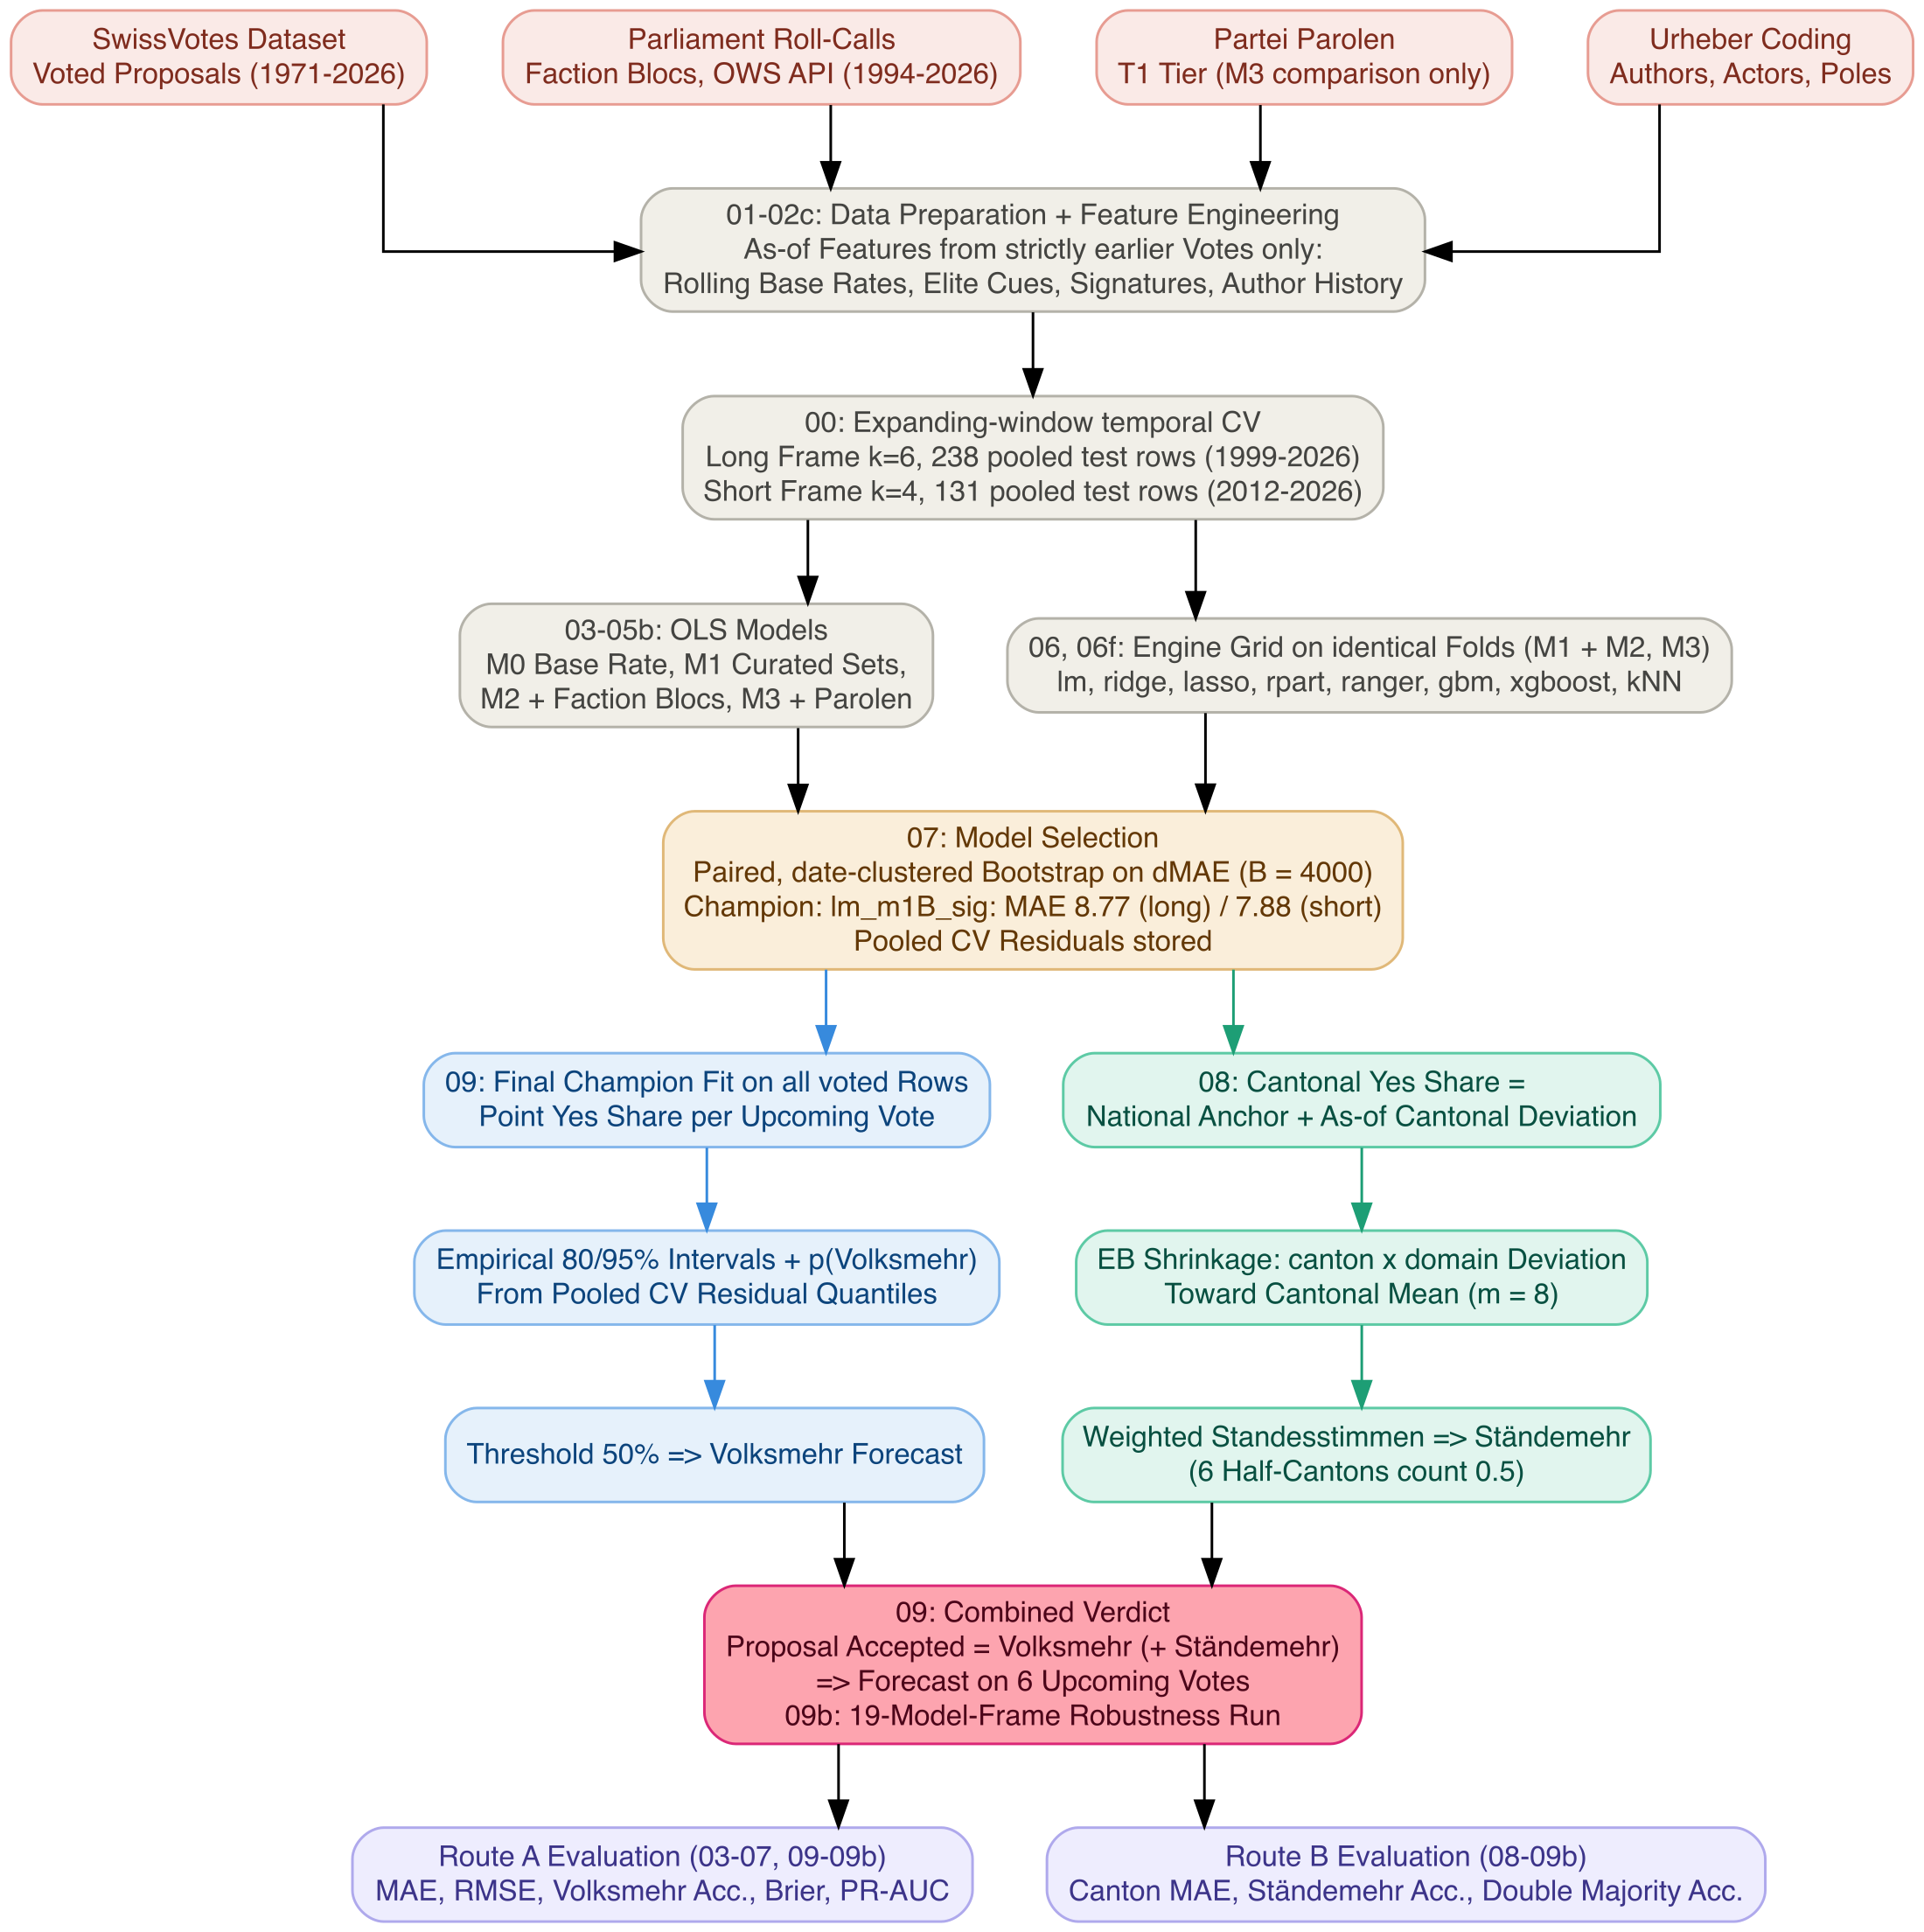 SwissVotes Dataset
Voted Proposals (1971-2026)
Parliament Roll-Calls
Faction Blocs, OWS API (1994-2026)
Partei Parolen
T1 Tier (M3 comparison only)
Urheber Coding
Authors, Actors, Poles
01-02c: Data Preparation + Feature Engineering
As-of Features from strictly earlier Votes only:
Rolling Base Rates, Elite Cues, Signatures, Author History
00: Expanding-window temporal CV
Long Frame k=6, 238 pooled test rows (1999-2026)
Short Frame k=4, 131 pooled test rows (2012-2026)
03-05b: OLS Models
M0 Base Rate, M1 Curated Sets,
M2 + Faction Blocs, M3 + Parolen
06, 06f: Engine Grid on identical Folds (M1 + M2, M3)
lm, ridge, lasso, rpart, ranger, gbm, xgboost, kNN
07: Model Selection
Paired, date-clustered Bootstrap on dMAE (B = 4000)
Champion: lm_m1B_sig: MAE 8.77 (long) / 7.88 (short)
Pooled CV Residuals stored
09: Final Champion Fit on all voted Rows
Point Yes Share per Upcoming Vote
08: Cantonal Yes Share =
National Anchor + As-of Cantonal Deviation
Empirical 80/95% Intervals + p(Volksmehr)
From Pooled CV Residual Quantiles
EB Shrinkage: canton x domain Deviation
Toward Cantonal Mean (m = 8)
Threshold 50% => Volksmehr Forecast
Weighted Standesstimmen => Ständemehr
(6 Half-Cantons count 0.5)
09: Combined Verdict
Proposal Accepted = Volksmehr (+ Ständemehr)
=> Forecast on 6 Upcoming Votes
09b: 19-Model-Frame Robustness Run
Route A Evaluation (03-07, 09-09b)
MAE, RMSE, Volksmehr Acc., Brier, PR-AUC
Route B Evaluation (08-09b)
Canton MAE, Ständemehr Acc., Double Majority Acc.